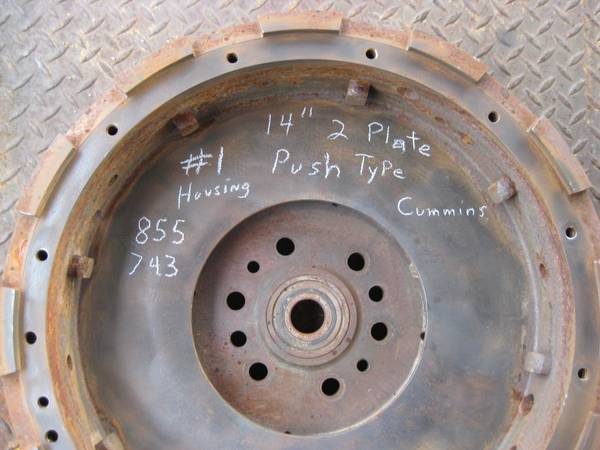 14" 2 Plate
#1 Push Type
Housing
Cummins
855
743